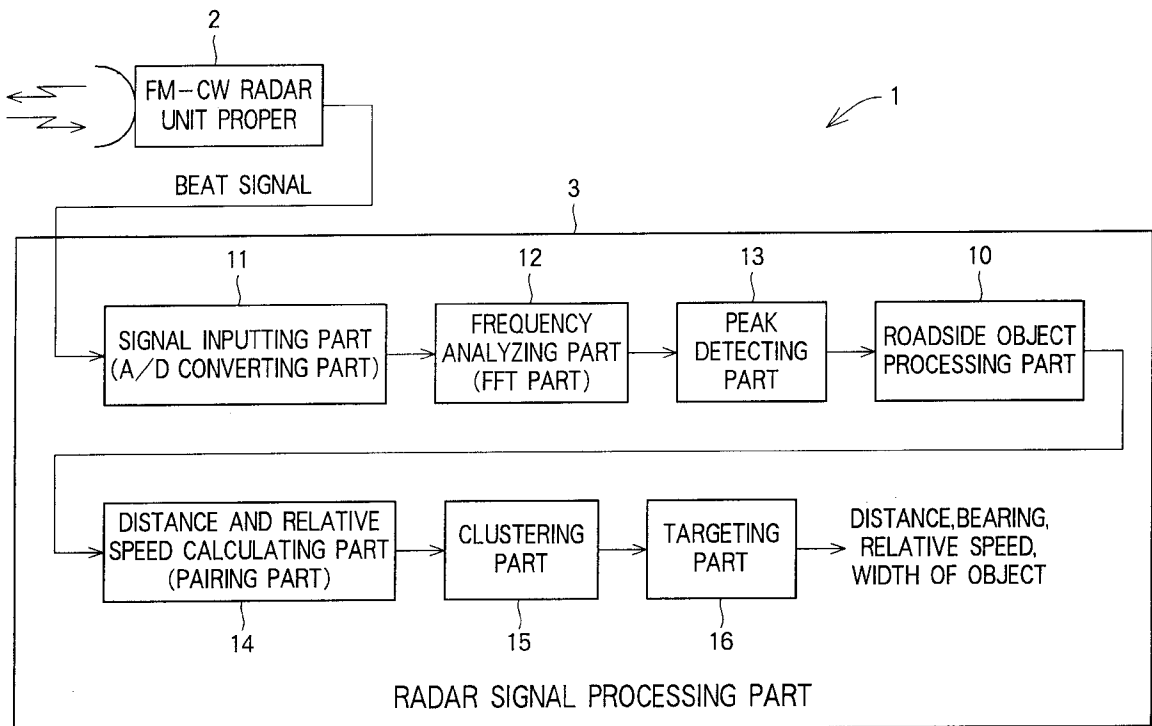 2
FM-CW RADAR
UNIT PROPER
1
BEAT SIGNAL
3
11
12
13
10
SIGNAL INPUTTING PART
(A/D CONVERTING PART)
FREQUENCY
ANALYZING PART
(FFT PART)
PEAK
DETECTING
PART
ROADSIDE OBJECT
PROCESSING PART
DISTANCE AND RELATIVE
SPEED CALCULATING PART
(PAIRING PART)
CLUSTERING
PART
TARGETING
PART
DISTANCE,BEARING,
RELATIVE SPEED,
WIDTH OF OBJECT
14
15
16
RADAR SIGNAL PROCESSING PART